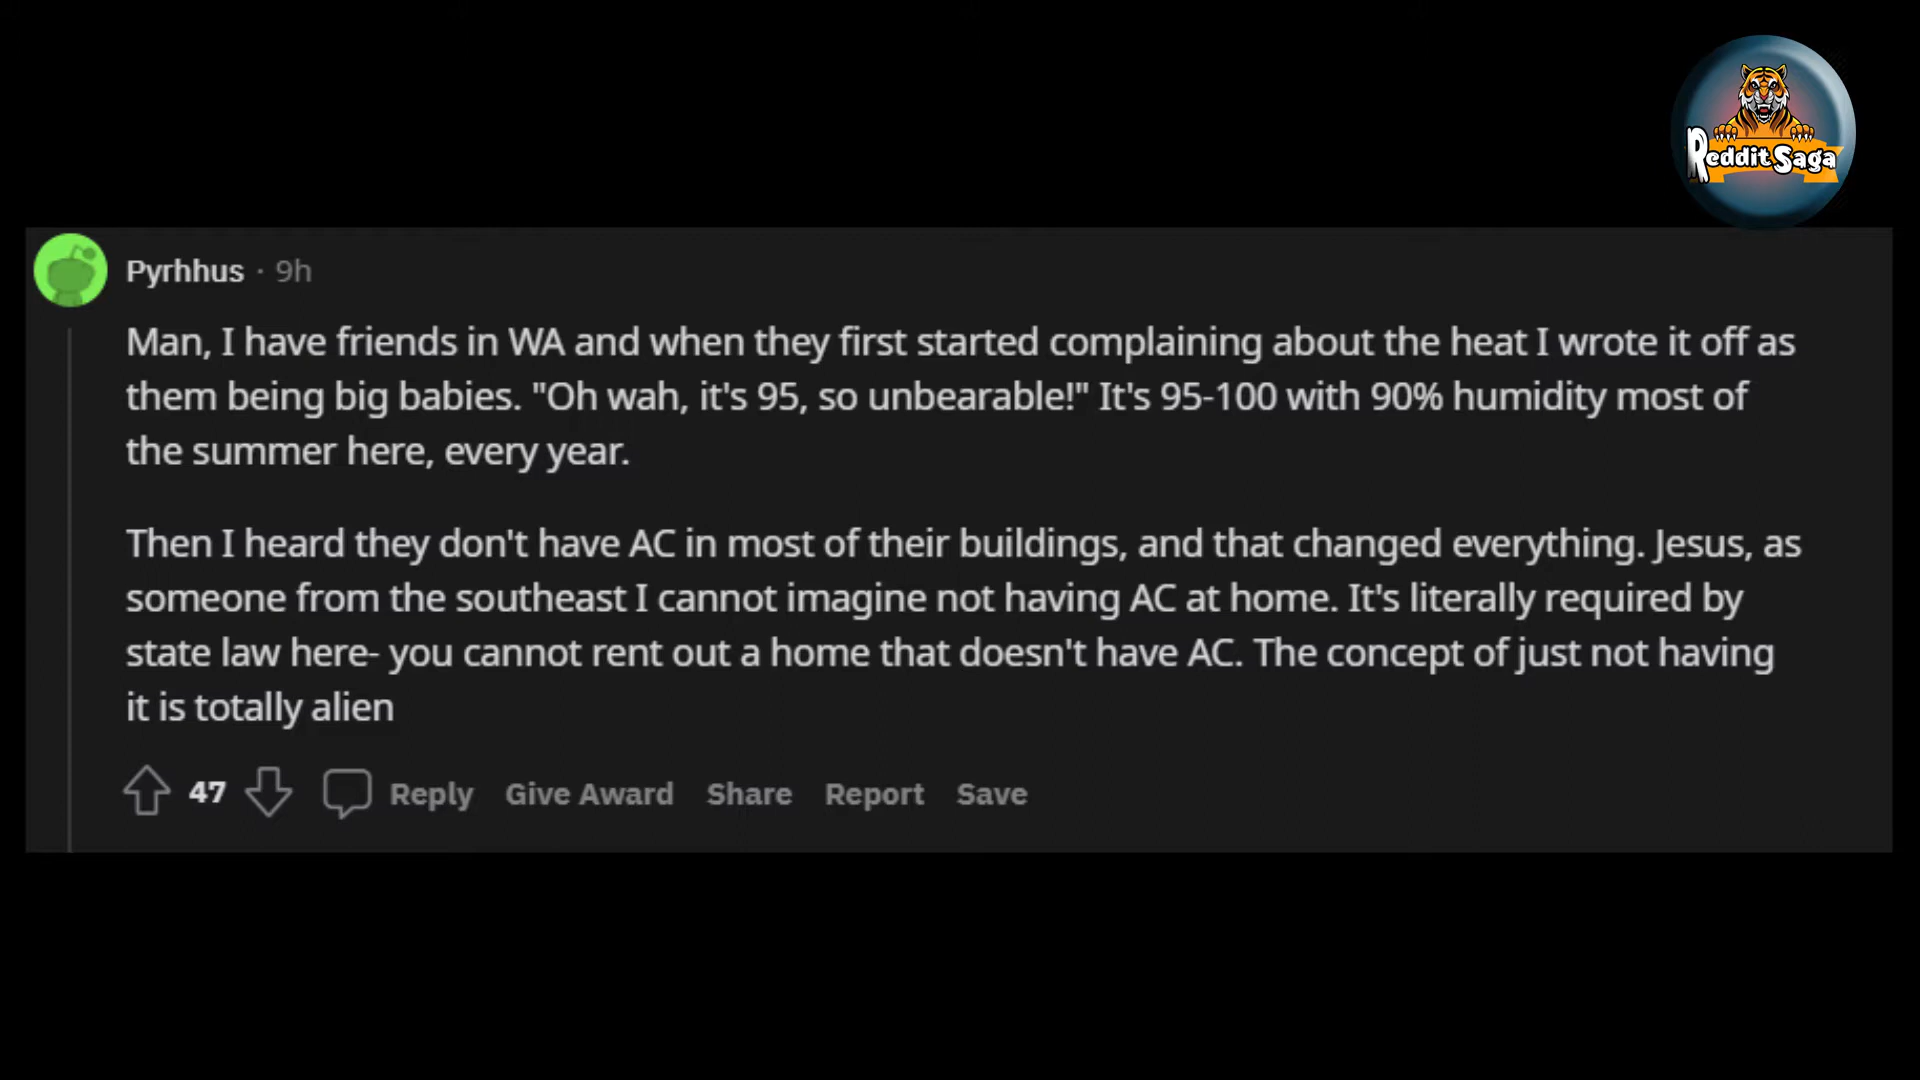 Reddit Saga
Pyrhhus · 9h
Man, I have friends in WA and when they first started complaining about the heat I wrote it off as
them being big babies. "Oh wah, it's 95, so unbearable!" It's 95-100 with 90% humidity most of
the summer here, every year.
Then I heard they don't have AC in most of their buildings, and that changed everything. Jesus, as
someone from the southeast I cannot imagine not having AC at home. It's literally required by
state law here- you cannot rent out a home that doesn't have AC. The concept of just not having
it is totally alien
47 Reply Give Award Share Report Save